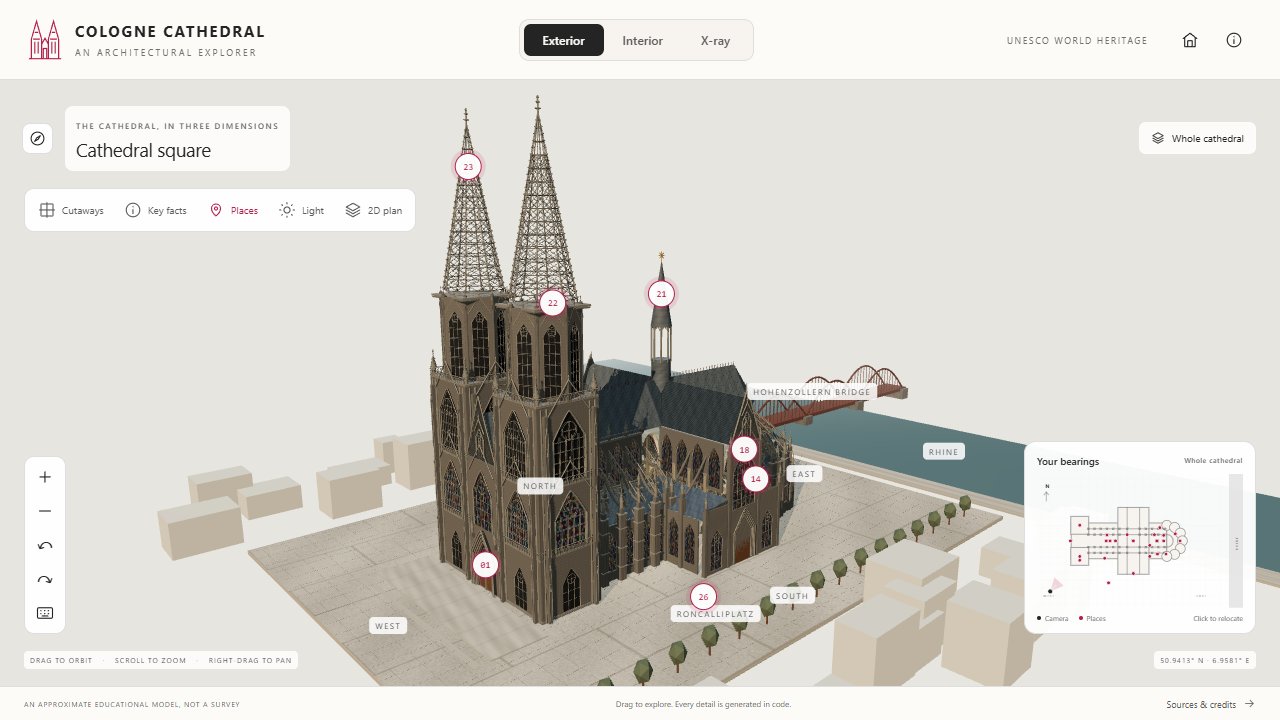 COLOGNE CATHEDRAL
AN ARCHITECTURAL EXPLORER
Exterior
Interior
X-ray
UNESCO WORLD HERITAGE
THE CATHEDRAL, IN THREE DIMENSIONS
Cathedral square
Whole cathedral
Cutaways
Key facts
Places
Light
2D plan
23
22
21
HOHENZOLLERN BRIDGE
18
14
EAST
RHINE
NORTH
01
26
RONCALLIPLATZ
SOUTH
WEST
Your bearings
Whole cathedral
N
Camera
Places
Click to relocate
DRAG TO ORBIT · SCROLL TO ZOOM · RIGHT DRAG TO PAN
50.9413° N · 6.9581° E
AN APPROXIMATE EDUCATIONAL MODEL, NOT A SURVEY
Drag to explore. Every detail is generated in code.
Sources & credits